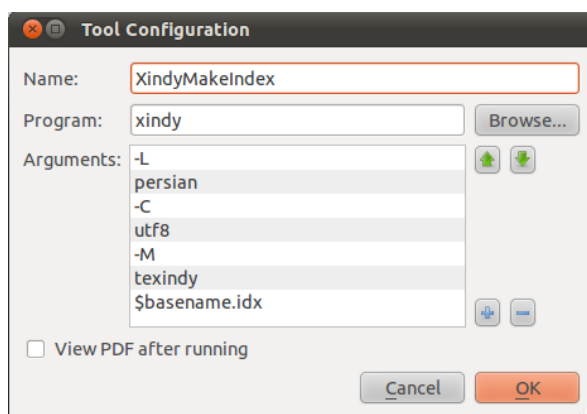 Tool Configuration
Name: XindyMakeIndex
Program: xindy Browse...
Arguments: -L
persian
-C
utf8
-M
texindy
$basename.idx
View PDF after running
Cancel OK